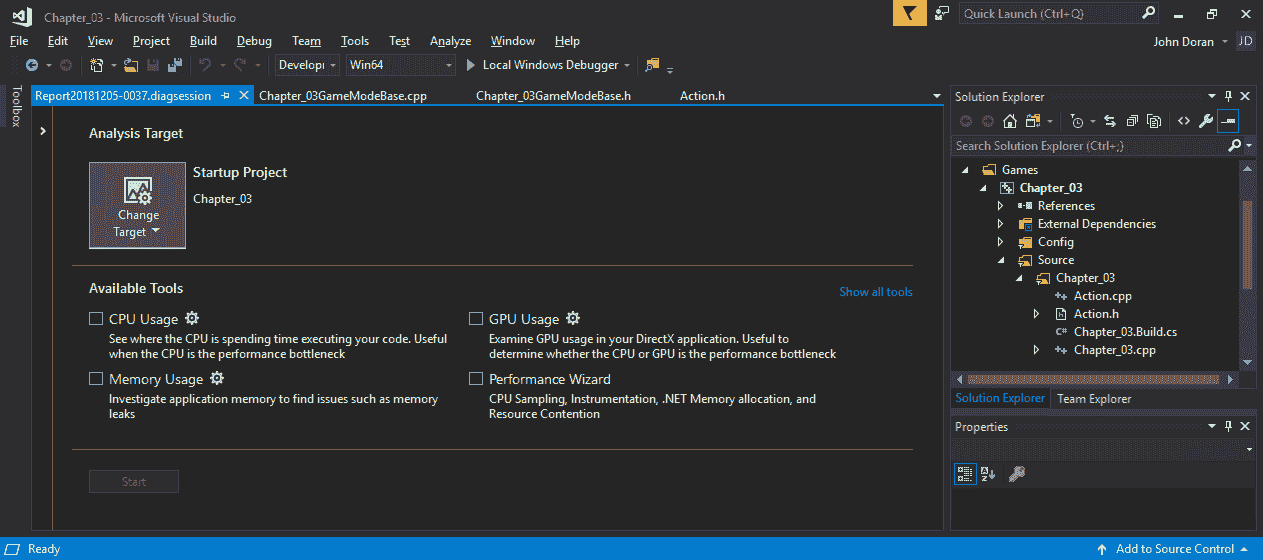 Chapter_03 - Microsoft Visual Studio
Quick Launch (Ctrl+Q)
File Edit View Project Build Debug Team Tools Test Analyze Window Help
John Doran JD
Developi Win64 Local Windows Debugger
Toolbox
Report20181205-0037.diagsession Chapter_03GameModeBase.cpp Chapter_03GameModeBase.h Action.h
Analysis Target
Change
Target
Startup Project
Chapter_03
Available Tools
Show all tools
CPU Usage
See where the CPU is spending time executing your code. Useful
when the CPU is the performance bottleneck
GPU Usage
Examine GPU usage in your DirectX application. Useful to
determine whether the CPU or GPU is the performance bottleneck
Memory Usage
Investigate application memory to find issues such as memory
leaks
Performance Wizard
CPU Sampling, Instrumentation, .NET Memory allocation, and
Resource Contention
Start
Solution Explorer
Search Solution Explorer (Ctrl+;)
Games
Chapter_03
References
External Dependencies
Config
Source
Chapter_03
Action.cpp
Action.h
C# Chapter_03.Build.cs
Chapter_03.cpp
Solution Explorer Team Explorer
Properties
Ready
Add to Source Control